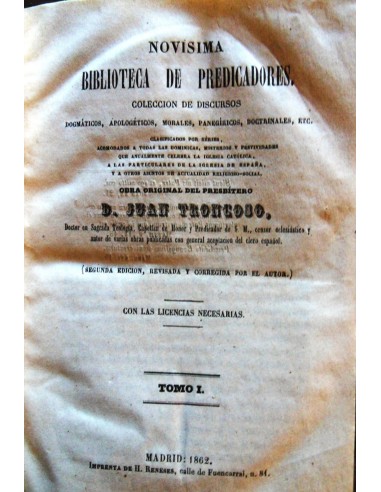 NOVÍSIMA
BIBLIOTECA DE PREDICADORES.
COLECCION DE DISCURSOS
DOGMÁTICOS, APOLOGÉTICOS, MORALES, PANEGÍRICOS, DOCTRINALES, ETC.
CLASIFICADOS POR SÉRIES,
ACOMODADOS A TODAS LAS DOMINICAS, MISTERIOS Y FESTIVIDADES
QUE ANUALMENTE CELEBRA LA IGLESIA CATÓLICA,
A LAS PARTICULARES DE LA IGLESIA DE ESPAÑA,
Y A OTROS ASUNTOS DE ACTUALIDAD RELIGIOSO-SOCIAL.
OBRA ORIGINAL DEL PRESBÍTERO
D. JUAN TRONCOSO,
Doctor en Sagrada Teología, Capellan de Honor y Predicador de S. M., censor eclesiástico y
autor de varias obras publicadas con general aceptacion del clero español.
(SEGUNDA EDICION, REVISADA Y CORREGIDA POR EL AUTOR.)
CON LAS LICENCIAS NECESARIAS.
TOMO I.
MADRID: 1862.
IMPRENTA DE H. RENESES, calle de Fuencarral, n. 81.